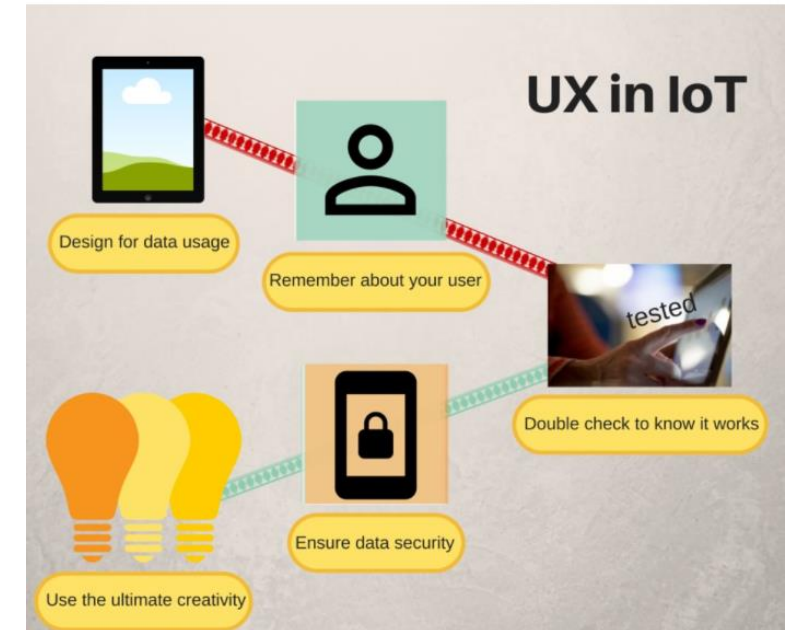 UX in IoT
Design for data usage
Remember about your user
tested
Double check to know it works
Ensure data security
Use the ultimate creativity